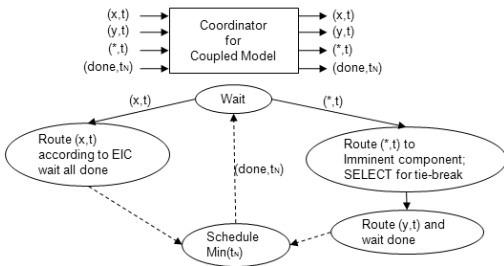 (x,t)
(y,t)
(*,t)
(done,tN)
Coordinator
for
Coupled Model
(x,t)
(y,t)
(*,t)
(done,tN)
(x,t)
Wait
(*,t)
Route (x,t)
according to EIC
wait all done
(done,tN)
Route (*,t) to
Imminent component;
SELECT for tie-break
Schedule
Min(tN)
Route (y,t) and
wait done